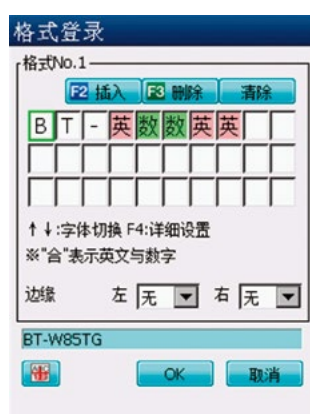 格式登录
格式No.1
F2 插入 F3 删除 清除
B T - 英 数 数 英 英
↑↓:字体切换 F4:详细设置
※"合"表示英文与数字
边缘 左 无 右 无
BT-W85TG
OK 取消